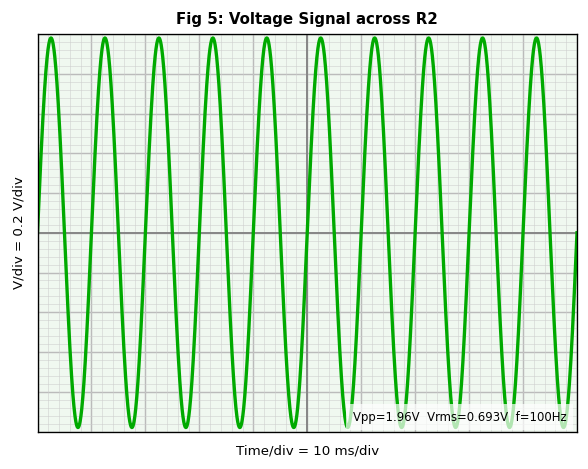 Fig 5: Voltage Signal across R2
V/div = 0.2 V/div
Vpp=1.96V Vrms=0.693V f=100Hz
Time/div = 10 ms/div